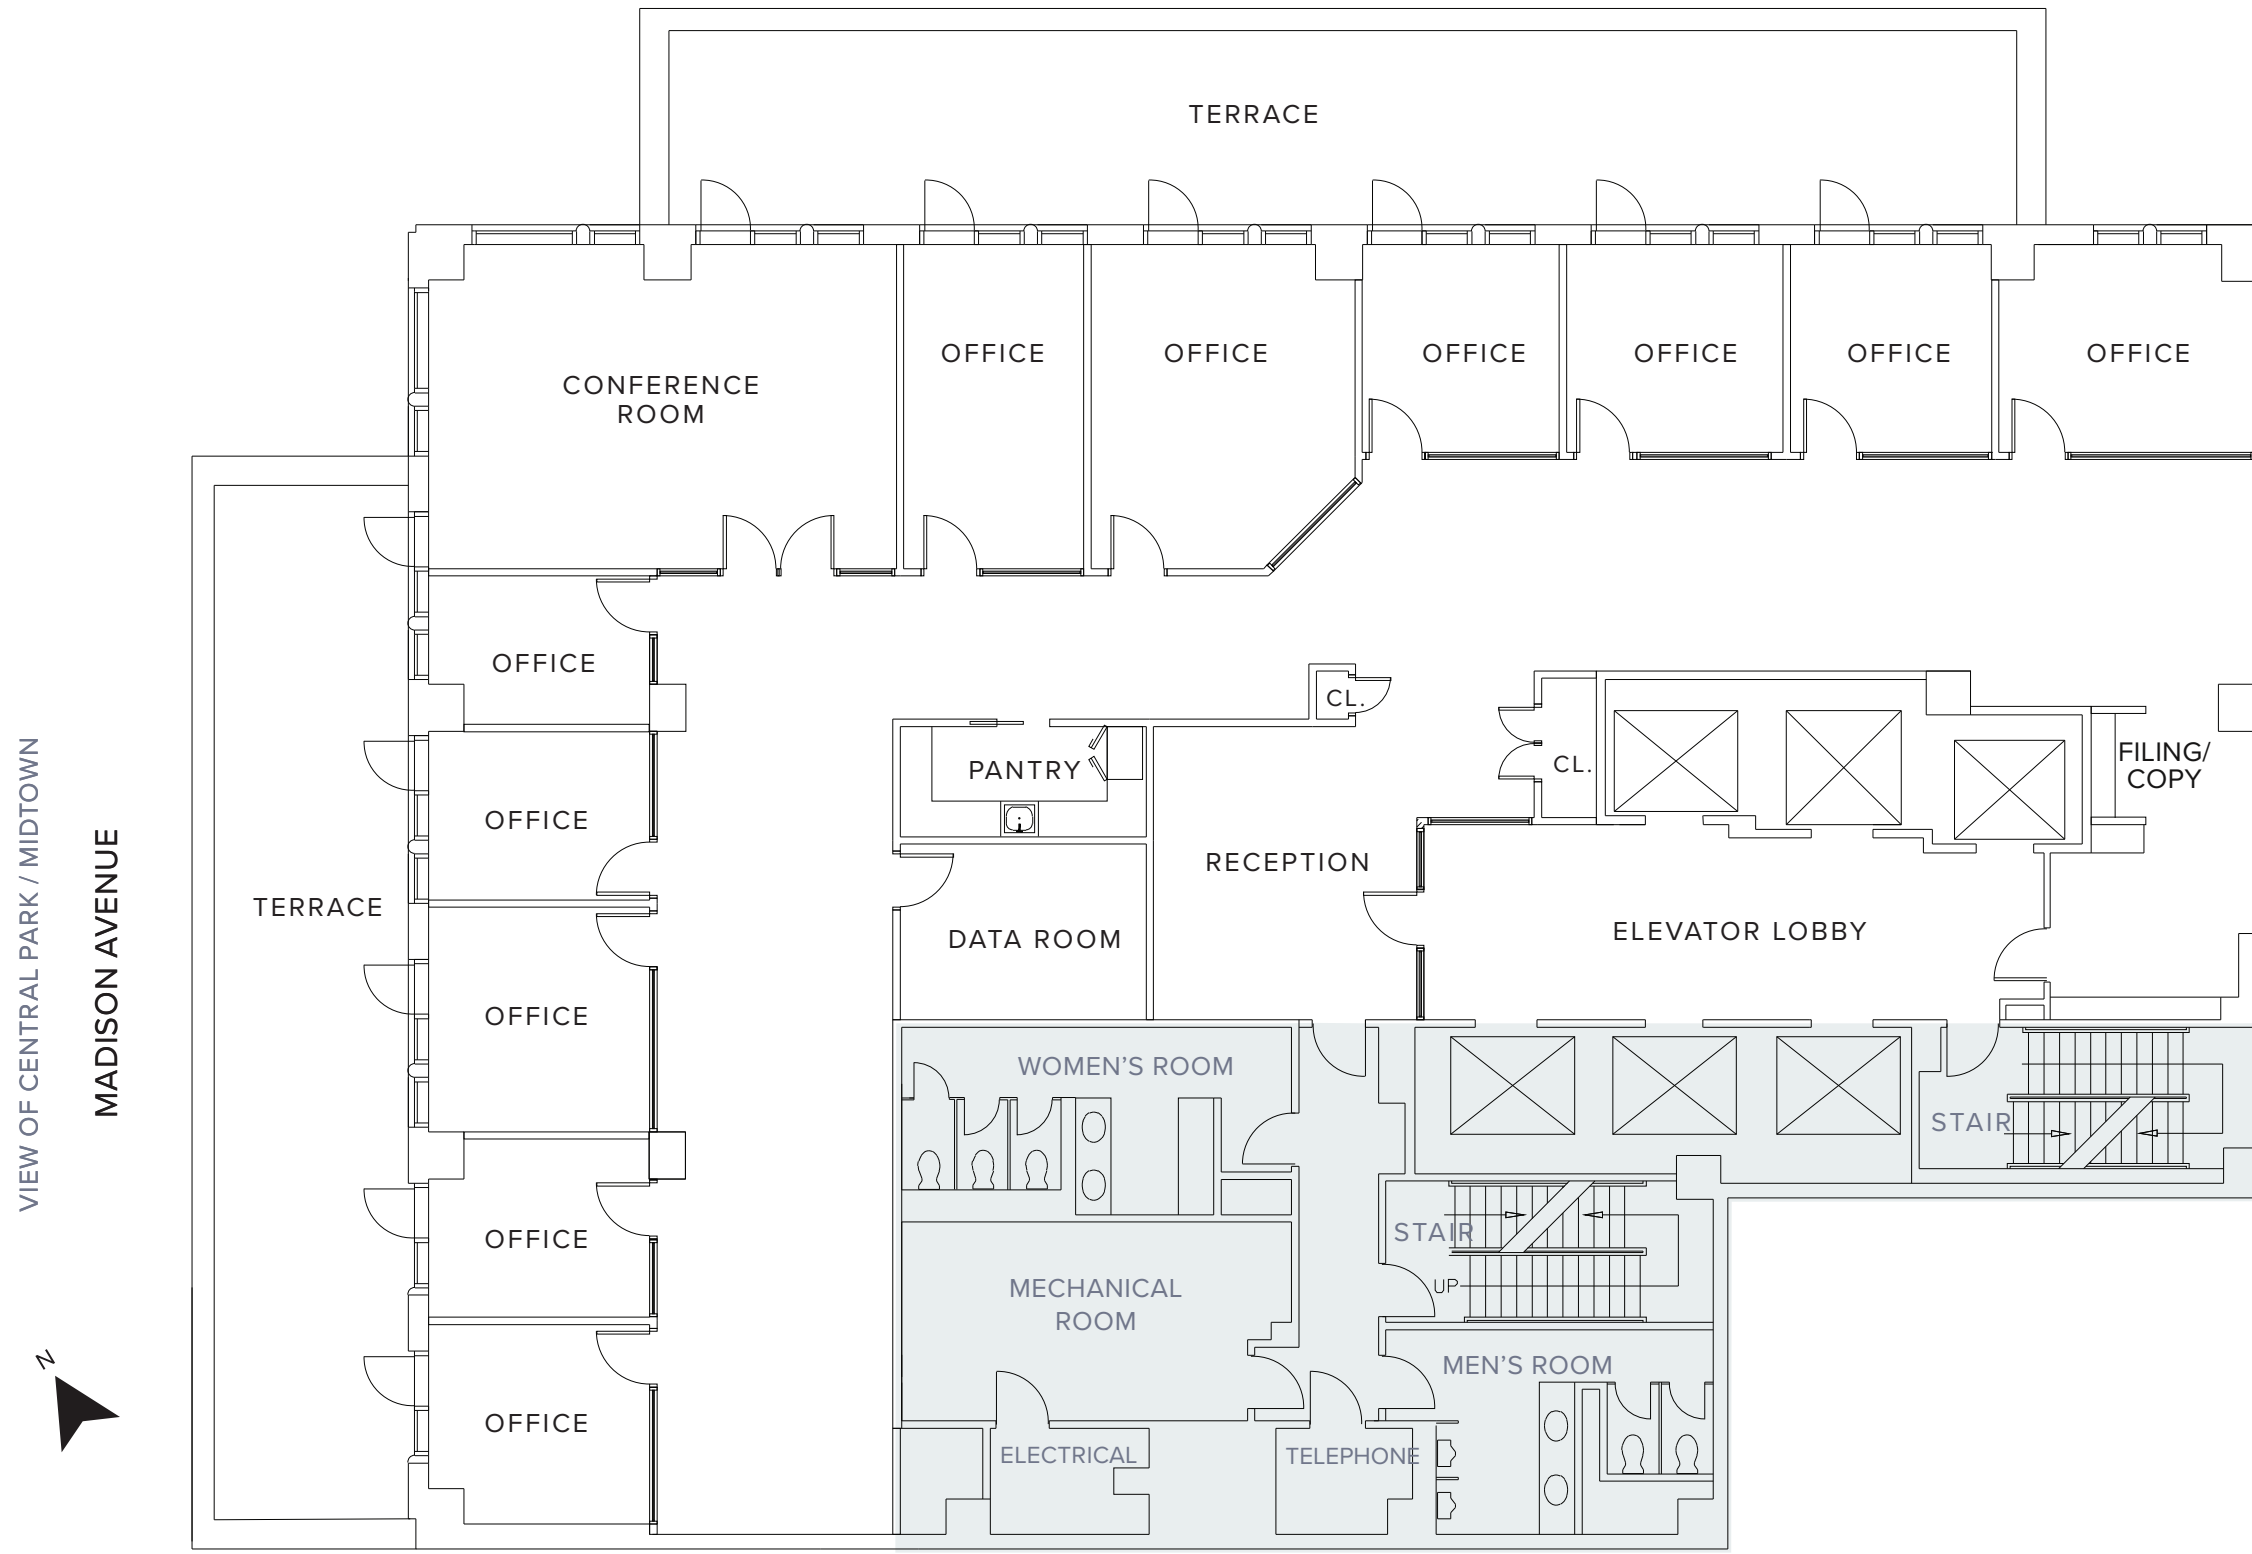 TERRACE
OFFICE
OFFICE
OFFICE
OFFICE
OFFICE
OFFICE
CONFERENCE
ROOM
OFFICE
CL.
PANTRY
CL.
FILING/
COPY
OFFICE
RECEPTION
TERRACE
DATA ROOM
ELEVATOR LOBBY
OFFICE
VIEW OF CENTRAL PARK / MIDTOWN
MADISON AVENUE
WOMEN’S ROOM
STAIR
OFFICE
STAIR
UP
MECHANICAL
ROOM
MEN’S ROOM
N
OFFICE
ELECTRICAL
TELEPHONE